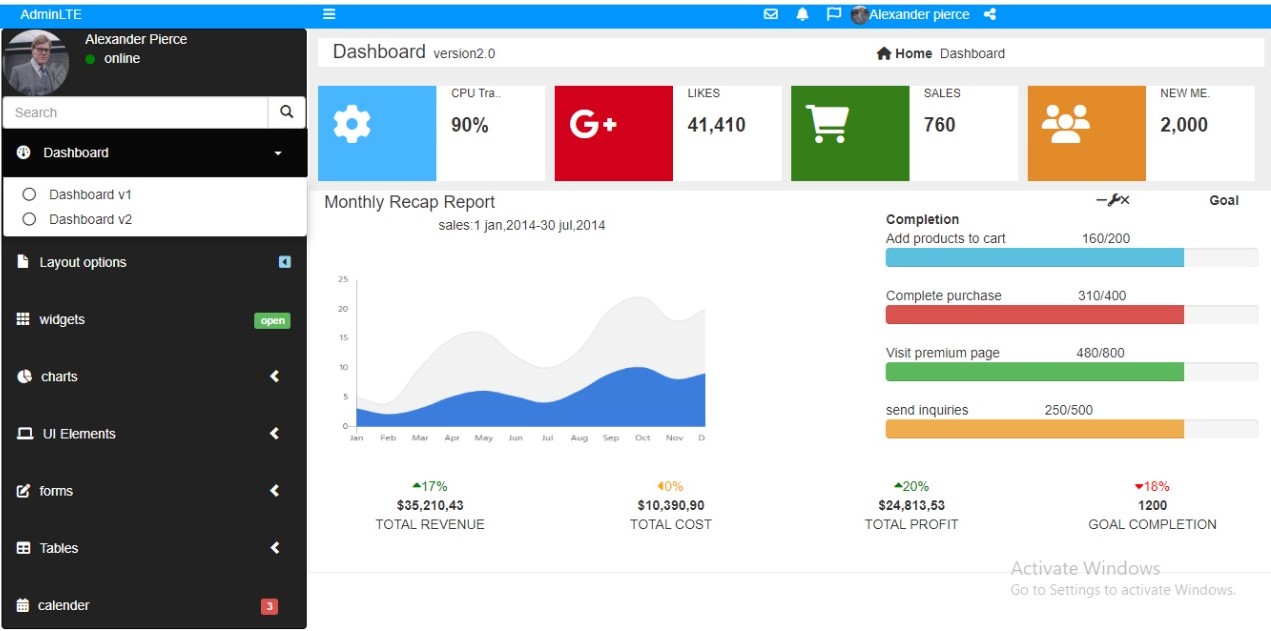 AdminLTE
Alexander pierce
Alexander Pierce
online
Search
Dashboard
Dashboard v1
Dashboard v2
Layout options
widgets
open
charts
UI Elements
forms
Tables
calender
3
Dashboard version2.0
Home Dashboard
CPU Tra..
90%
G+
LIKES
41,410
SALES
760
NEW ME.
2,000
Monthly Recap Report
sales:1 jan,2014-30 jul,2014
25
20
15
10
5
0
Jan Feb Mar Apr May Jun Jul Aug Sep Oct Nov D
Goal
Completion
Add products to cart 160/200
Complete purchase 310/400
Visit premium page 480/800
send inquiries 250/500
17%
$35,210,43
TOTAL REVENUE
0%
$10,390,90
TOTAL COST
20%
$24,813,53
TOTAL PROFIT
18%
1200
GOAL COMPLETION
Activate Windows
Go to Settings to activate Windows.